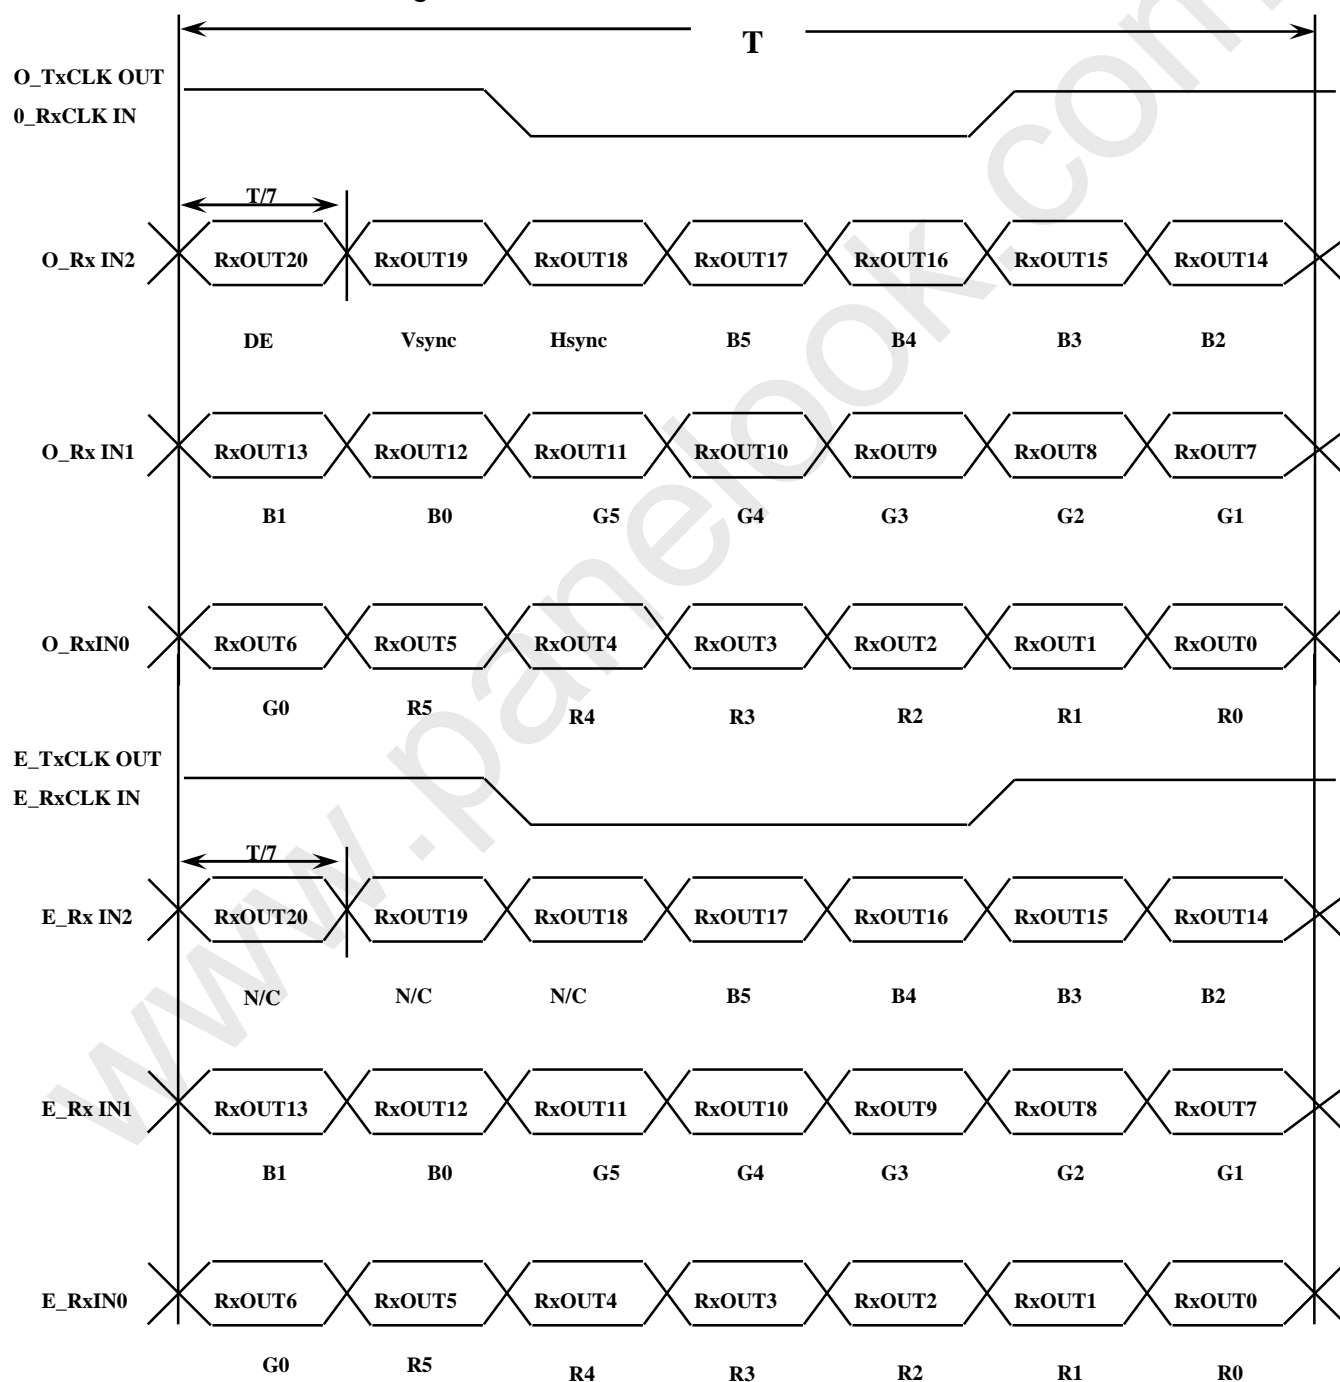 T
O_TxCLK OUT
0_RxCLK IN
T/7
O_Rx IN2 RxOUT20 RxOUT19 RxOUT18 RxOUT17 RxOUT16 RxOUT15 RxOUT14
DE Vsync Hsync B5 B4 B3 B2
O_Rx IN1 RxOUT13 RxOUT12 RxOUT11 RxOUT10 RxOUT9 RxOUT8 RxOUT7
B1 B0 G5 G4 G3 G2 G1
O_RxIN0 RxOUT6 RxOUT5 RxOUT4 RxOUT3 RxOUT2 RxOUT1 RxOUT0
G0 R5 R4 R3 R2 R1 R0
E_TxCLK OUT
E_RxCLK IN
T/7
E_Rx IN2 RxOUT20 RxOUT19 RxOUT18 RxOUT17 RxOUT16 RxOUT15 RxOUT14
N/C N/C N/C B5 B4 B3 B2
E_Rx IN1 RxOUT13 RxOUT12 RxOUT11 RxOUT10 RxOUT9 RxOUT8 RxOUT7
B1 B0 G5 G4 G3 G2 G1
E_RxIN0 RxOUT6 RxOUT5 RxOUT4 RxOUT3 RxOUT2 RxOUT1 RxOUT0
G0 R5 R4 R3 R2 R1 R0
www.panelook.com